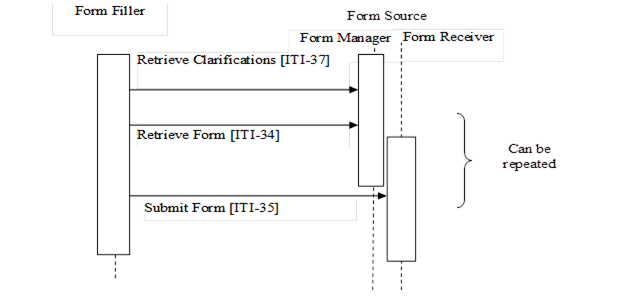 Form Filler
Form Source
Form Manager
Form Receiver
Retrieve Clarifications [ITI-37]
Retrieve Form [ITI-34]
Can be
repeated
Submit Form [ITI-35]